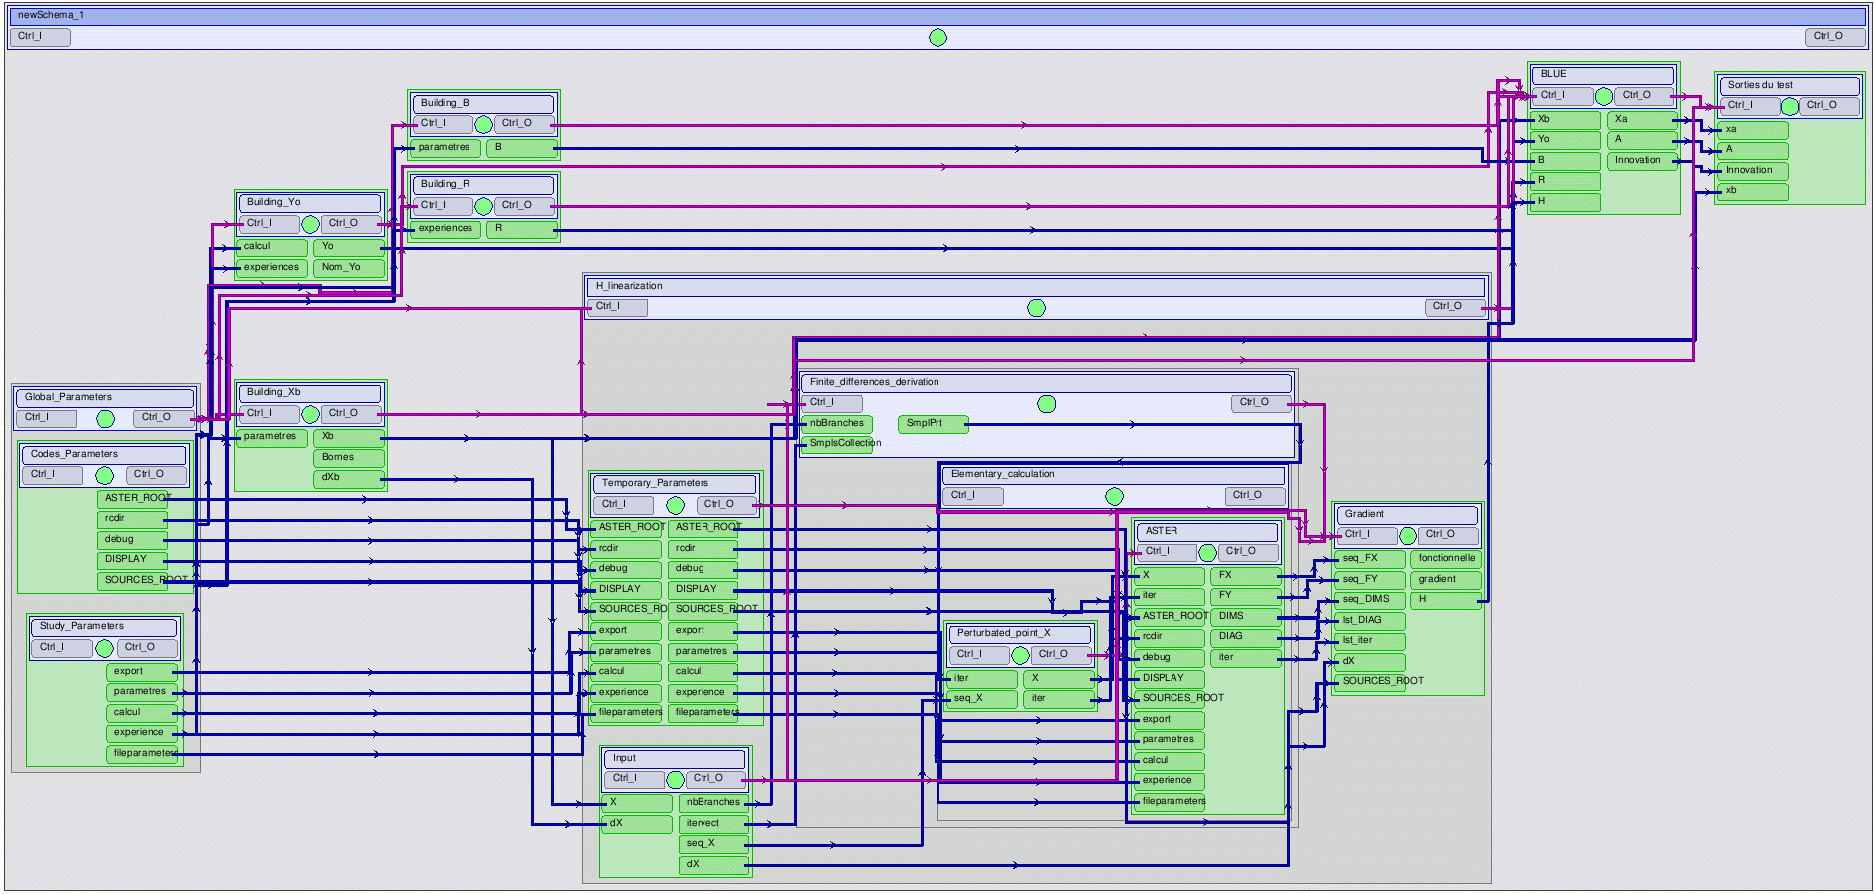 newSchema_1
Ctrl_I
Ctrl_O
BLUE
Ctrl_I Ctrl_O
Xb Xa
Yo A
B Innovation
R
H
Sorties du test
Ctrl_I Ctrl_O
xa
A
Innovation
xb
Building_B
Ctrl_I Ctrl_O
parametres B
Building_R
Ctrl_I Ctrl_O
experiences R
Building_Yo
Ctrl_I Ctrl_O
calcul Yo
experiences Nom_Yo
H_linearization
Ctrl_I Ctrl_O
Global_Parameters
Ctrl_I Ctrl_O
Codes_Parameters
Ctrl_I Ctrl_O
ASTER_ROOT
rcdir
debug
DISPLAY
SOURCES_ROOT
Study_Parameters
Ctrl_I Ctrl_O
export
parametres
calcul
experience
fileparameters
Building_Xb
Ctrl_I Ctrl_O
parametres Xb
Bornes
dXb
Finite_differences_derivation
Ctrl_I Ctrl_O
nbBranches SmplPrt
SmplsCollection
Temporary_Parameters
Ctrl_I Ctrl_O
ASTER_ROOT ASTER_ROOT
rcdir rcdir
debug debug
DISPLAY DISPLAY
SOURCES_RO SOURCES_ROOT
export export
parametres parametres
calcul calcul
experience experience
fileparameters fileparameters
Input
Ctrl_I Ctrl_O
X nbBranches
dX itervect
seq_X
dX
Elementary_calculation
Ctrl_I Ctrl_O
Perturbated_point_X
Ctrl_I Ctrl_O
iter X
seq_X iter
ASTER
Ctrl_I Ctrl_O
X FX
iter FY
ASTER_ROOT DIMS
rcdir DIAG
debug iter
DISPLAY
SOURCES_ROOT
export
parametres
calcul
experience
fileparameters
Gradient
Ctrl_I Ctrl_O
seq_FX fonctionnelle
seq_FY gradient
seq_DIMS H
lst_DIAG
lst_iter
dX
SOURCES_ROOT